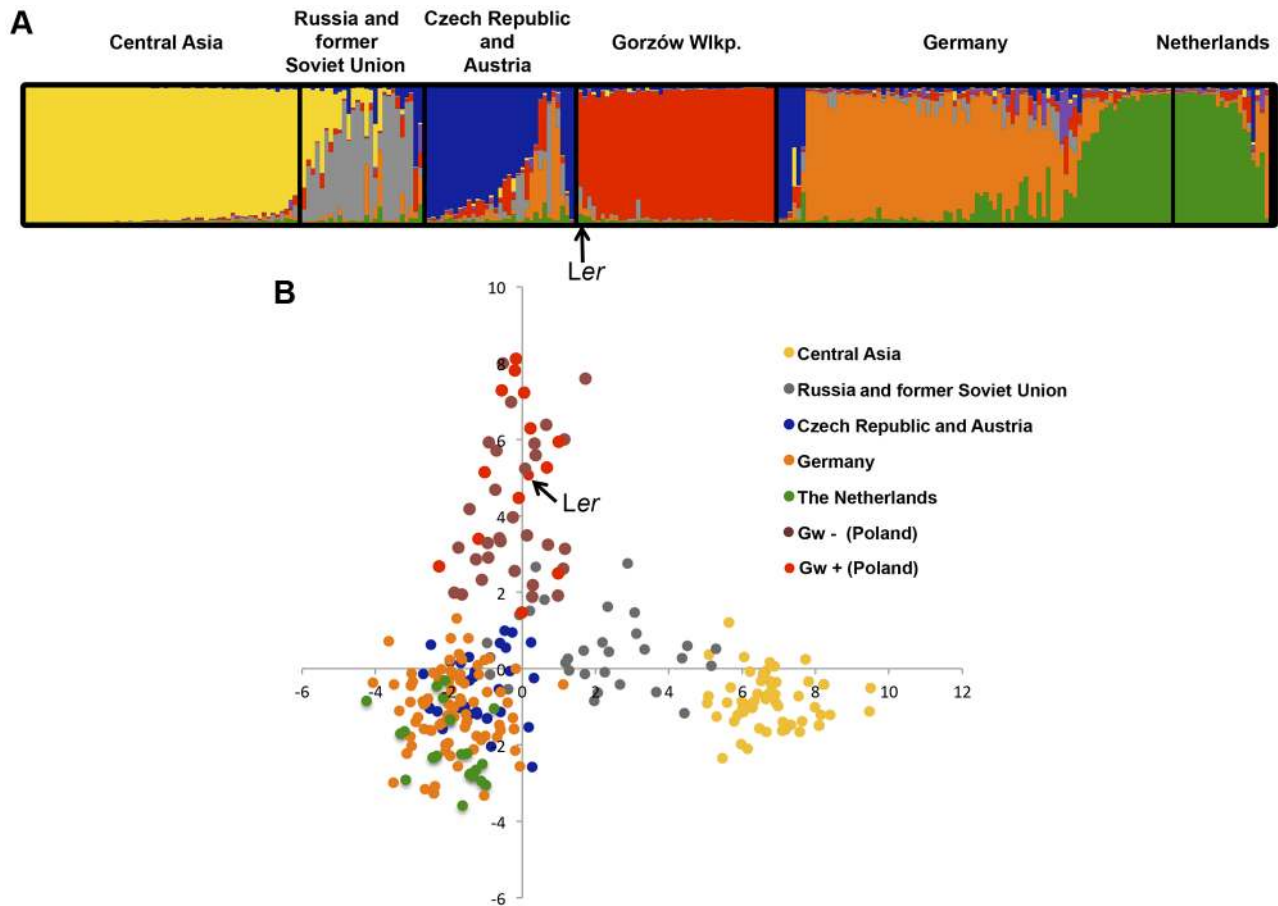 A
Central Asia
Russia and
former
Soviet Union
Czech Republic
and
Austria
Gorzów Wlkp.
Germany
Netherlands
Ler
B
10
8
6
4
2
0
-2
-4
-6
-6
-4
-2
0
2
4
6
8
10
12
Ler
Central Asia
Russia and former Soviet Union
Czech Republic and Austria
Germany
The Netherlands
Gw - (Poland)
Gw + (Poland)